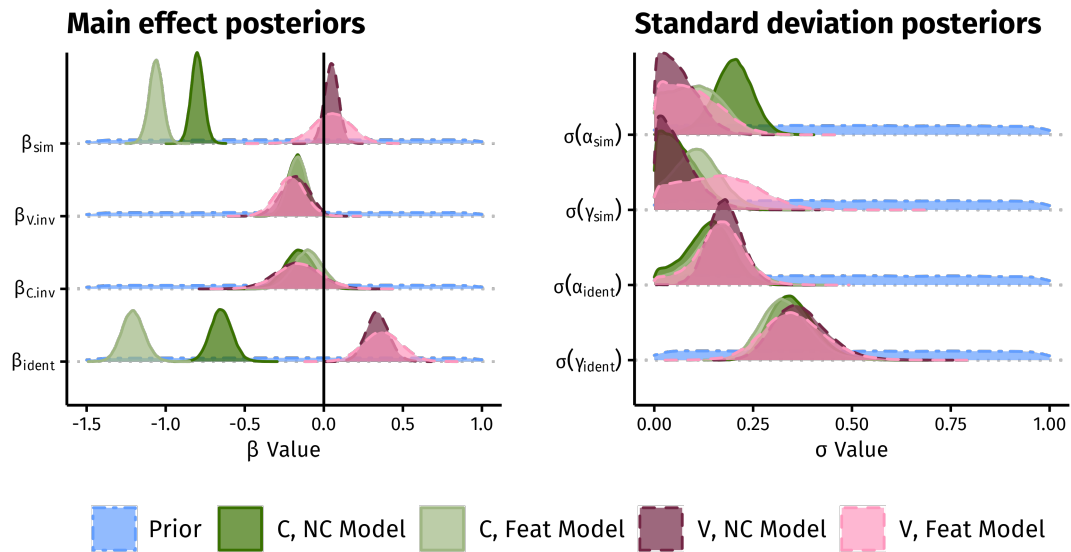 Main effect posteriors
βsim
βV.inv
βC.inv
βident
-1.5 -1.0 -0.5 0.0 0.5 1.0
β Value
Standard deviation posteriors
σ(αsim)
σ(γsim)
σ(αident)
σ(γident)
0.00 0.25 0.50 0.75 1.00
σ Value
Prior C, NC Model C, Feat Model V, NC Model V, Feat Model